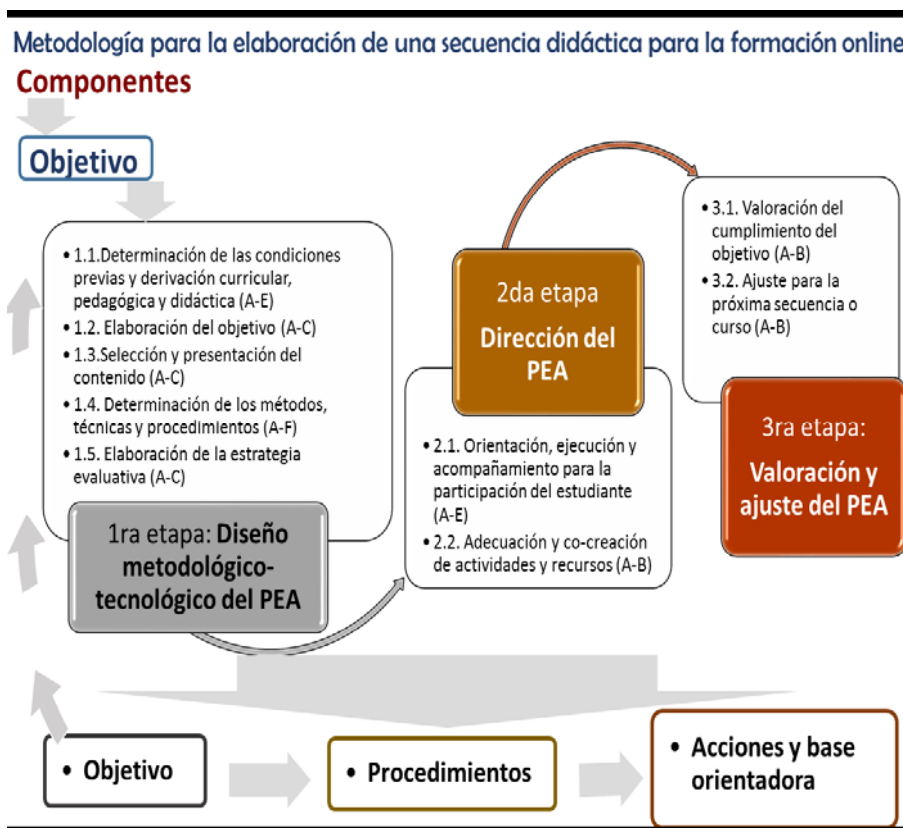 Metodología para la elaboración de una secuencia didáctica para la formación online
Componentes
Objetivo
• 1.1.Determinación de las condiciones
previas y derivación curricular,
pedagógica y didáctica (A-E)
• 1.2. Elaboración del objetivo (A-C)
• 1.3.Selección y presentación del
contenido (A-C)
• 1.4. Determinación de los métodos,
técnicas y procedimientos (A-F)
• 1.5. Elaboración de la estrategia
evaluativa (A-C)
1ra etapa: Diseño
metodológico-
tecnológico del PEA
2da etapa
Dirección del
PEA
• 2.1. Orientación, ejecución y
acompañamiento para la
participación del estudiante
(A-E)
• 2.2. Adecuación y co-creación
de actividades y recursos (A-B)
• 3.1. Valoración del
cumplimiento del
objetivo (A-B)
• 3.2. Ajuste para la
próxima secuencia o
curso (A-B)
3ra etapa:
Valoración y
ajuste del PEA
• Objetivo
• Procedimientos
• Acciones y base
orientadora